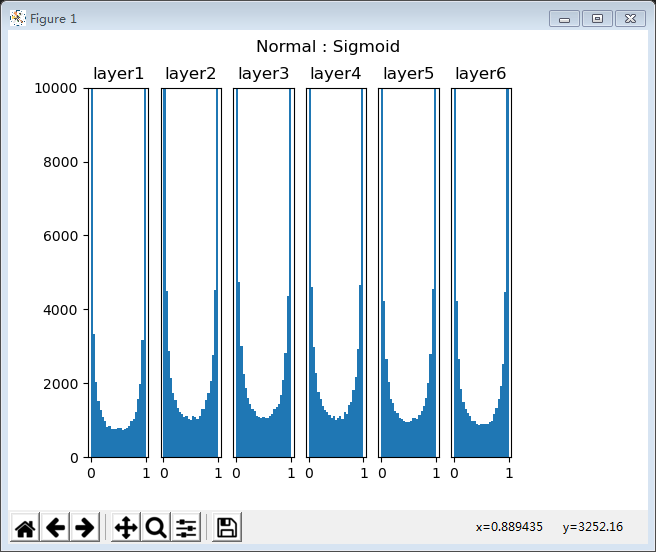 Figure 1
Normal : Sigmoid
layer1 layer2 layer3 layer4 layer5 layer6
10000
8000
6000
4000
2000
0
0 1 0 1 0 1 0 1 0 1 0 1
x=0.889435 y=3252.16